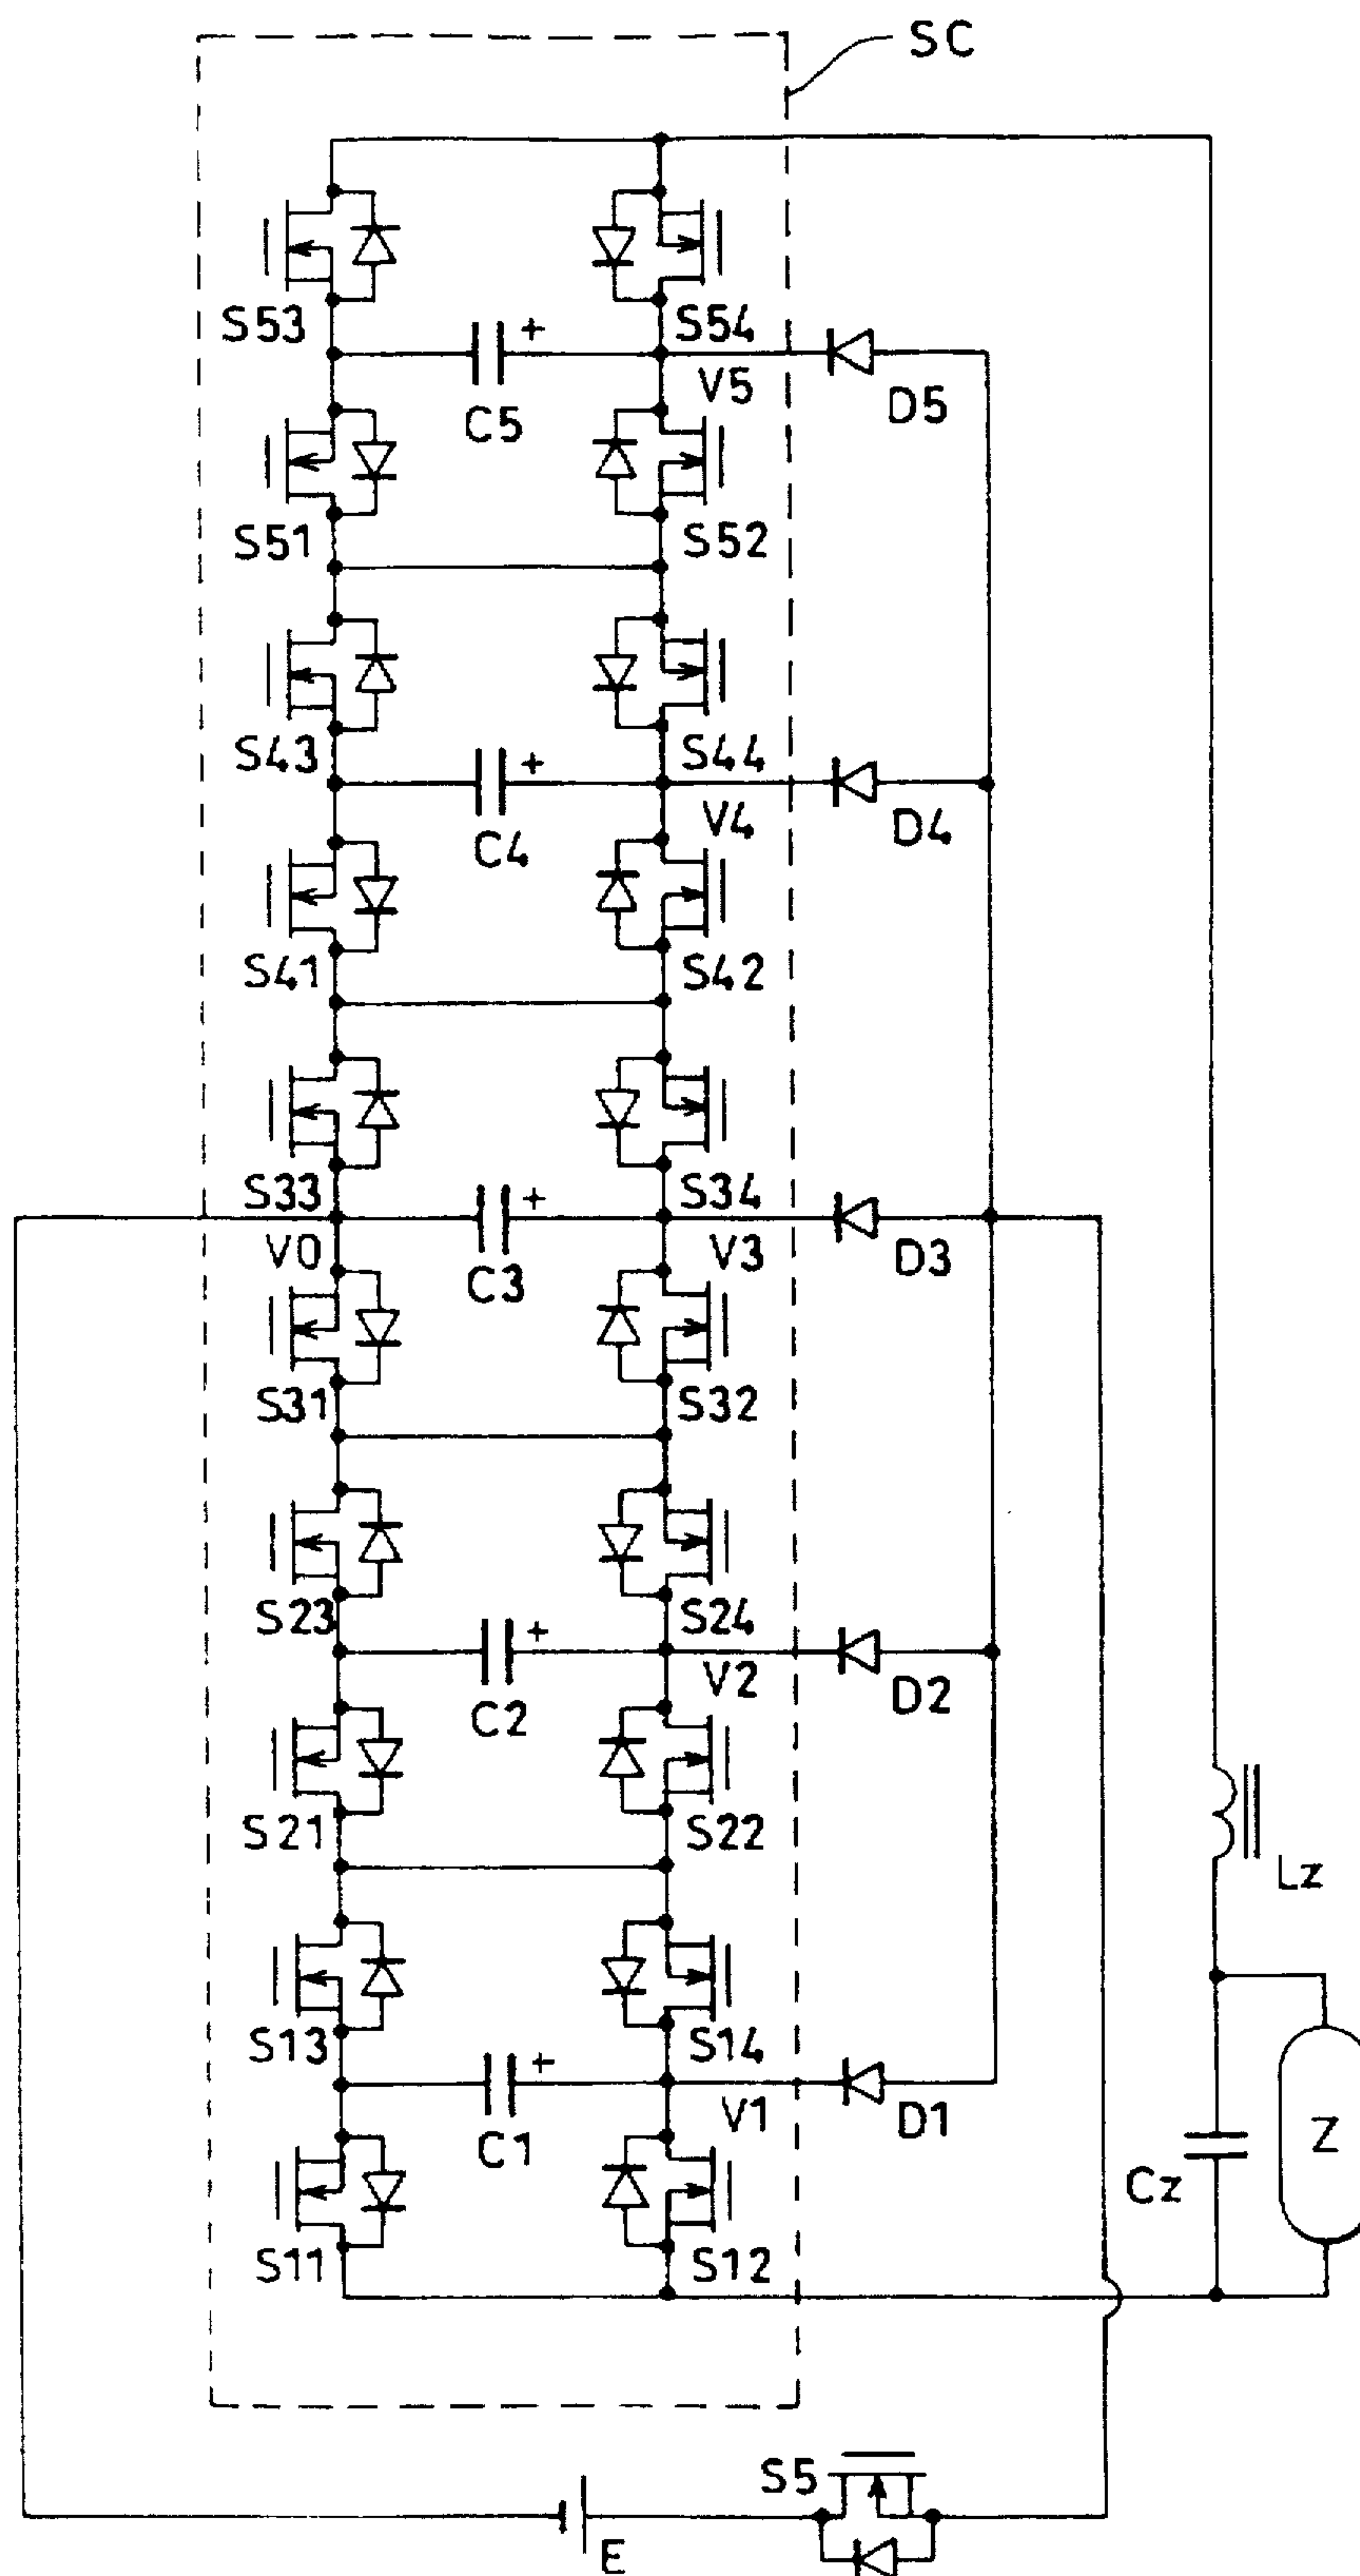 SC
S53
S54
C5
+
V5
D5
S51
S52
S43
S44
C4
+
V4
D4
S41
S42
S33
S34
V0
C3
+
V3
D3
S31
S32
S23
S24
C2
+
V2
D2
S21
S22
Lz
S13
S14
C1
+
V1
D1
Cz
Z
S11
S12
S5
E